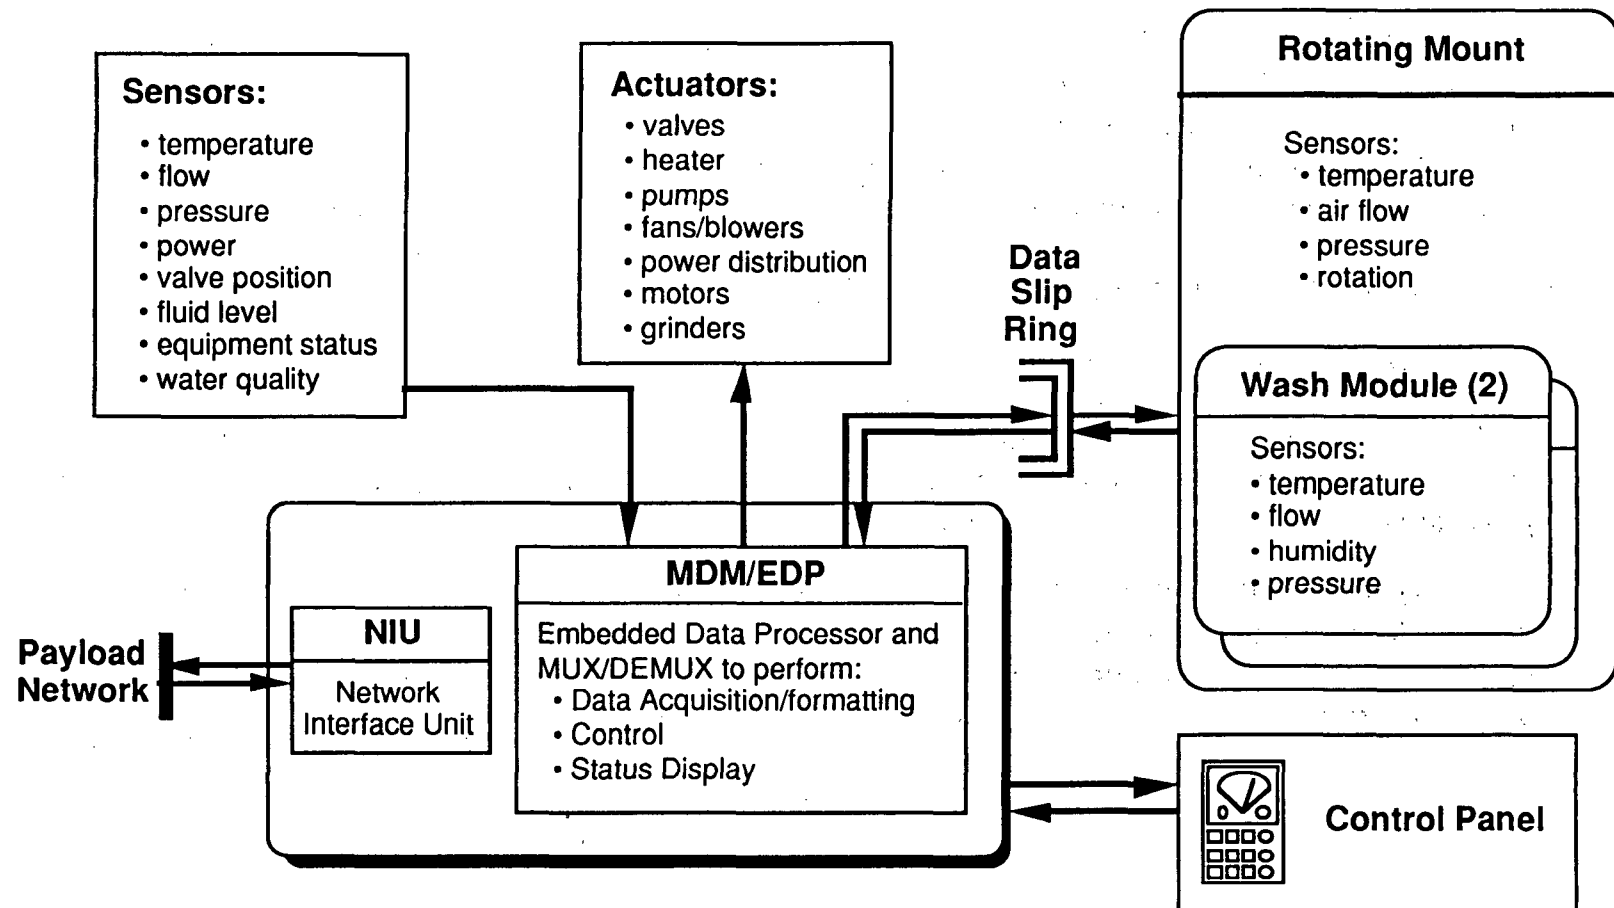 Sensors:
• temperature
• flow
• pressure
• power
• valve position
• fluid level
• equipment status
• water quality
Actuators:
• valves
• heater
• pumps
• fans/blowers
• power distribution
• motors
• grinders
Data
Slip
Ring
Rotating Mount
Sensors:
• temperature
• air flow
• pressure
• rotation
Wash Module (2)
Sensors:
• temperature
• flow
• humidity
• pressure
Payload
Network
NIU
Network
Interface Unit
MDM/EDP
Embedded Data Processor and
MUX/DEMUX to perform:
• Data Acquisition/formatting
• Control
• Status Display
Control Panel